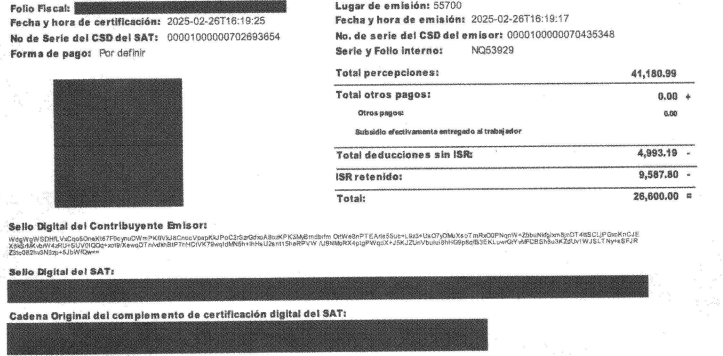 Folio Fiscal:
Fecha y hora de certificación: 2025-02-26T16:19:25
No de Serie del CSD del SAT: 00001000000702693654
Forma de pago: Por definir
Lugar de emisión: 55700
Fecha y hora de emisión: 2025-02-26T16:19:17
No. de serie del CSD del emisor: 0000100000070435348
Serie y Folio interno: NQ53929
Total percepciones: 41,180.99
Total otros pagos: 0.00 +
Otros pagos: 0.00
Subsidio efectivamente entregado al trabajador
Total deducciones sin ISR: 4,993.19 -
ISR retenido: 9,587.80 -
Total: 26,600.00 =
Sello Digital del Contribuyente Emisor:
Sello Digital del SAT:
Cadena Original del complemento de certificación digital del SAT: